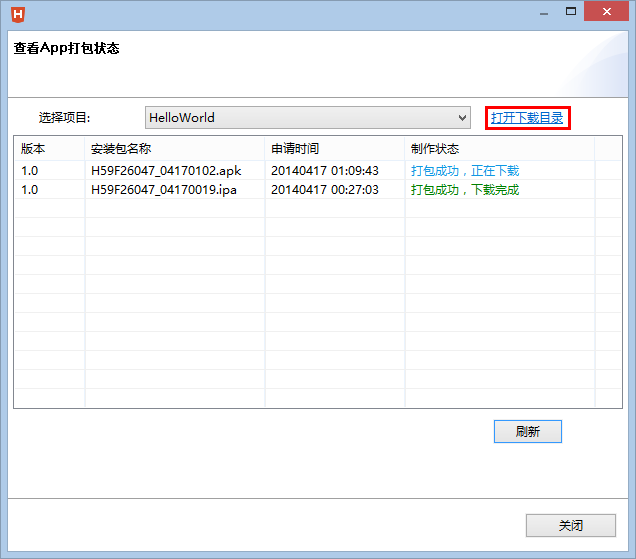 H
查看App打包状态
选择项目: HelloWorld 打开下载目录
版本 安装包名称 申请时间 制作状态
1.0 H59F26047_04170102.apk 20140417 01:09:43 打包成功，正在下载
1.0 H59F26047_04170019.ipa 20140417 00:27:03 打包成功，下载完成
刷新
关闭